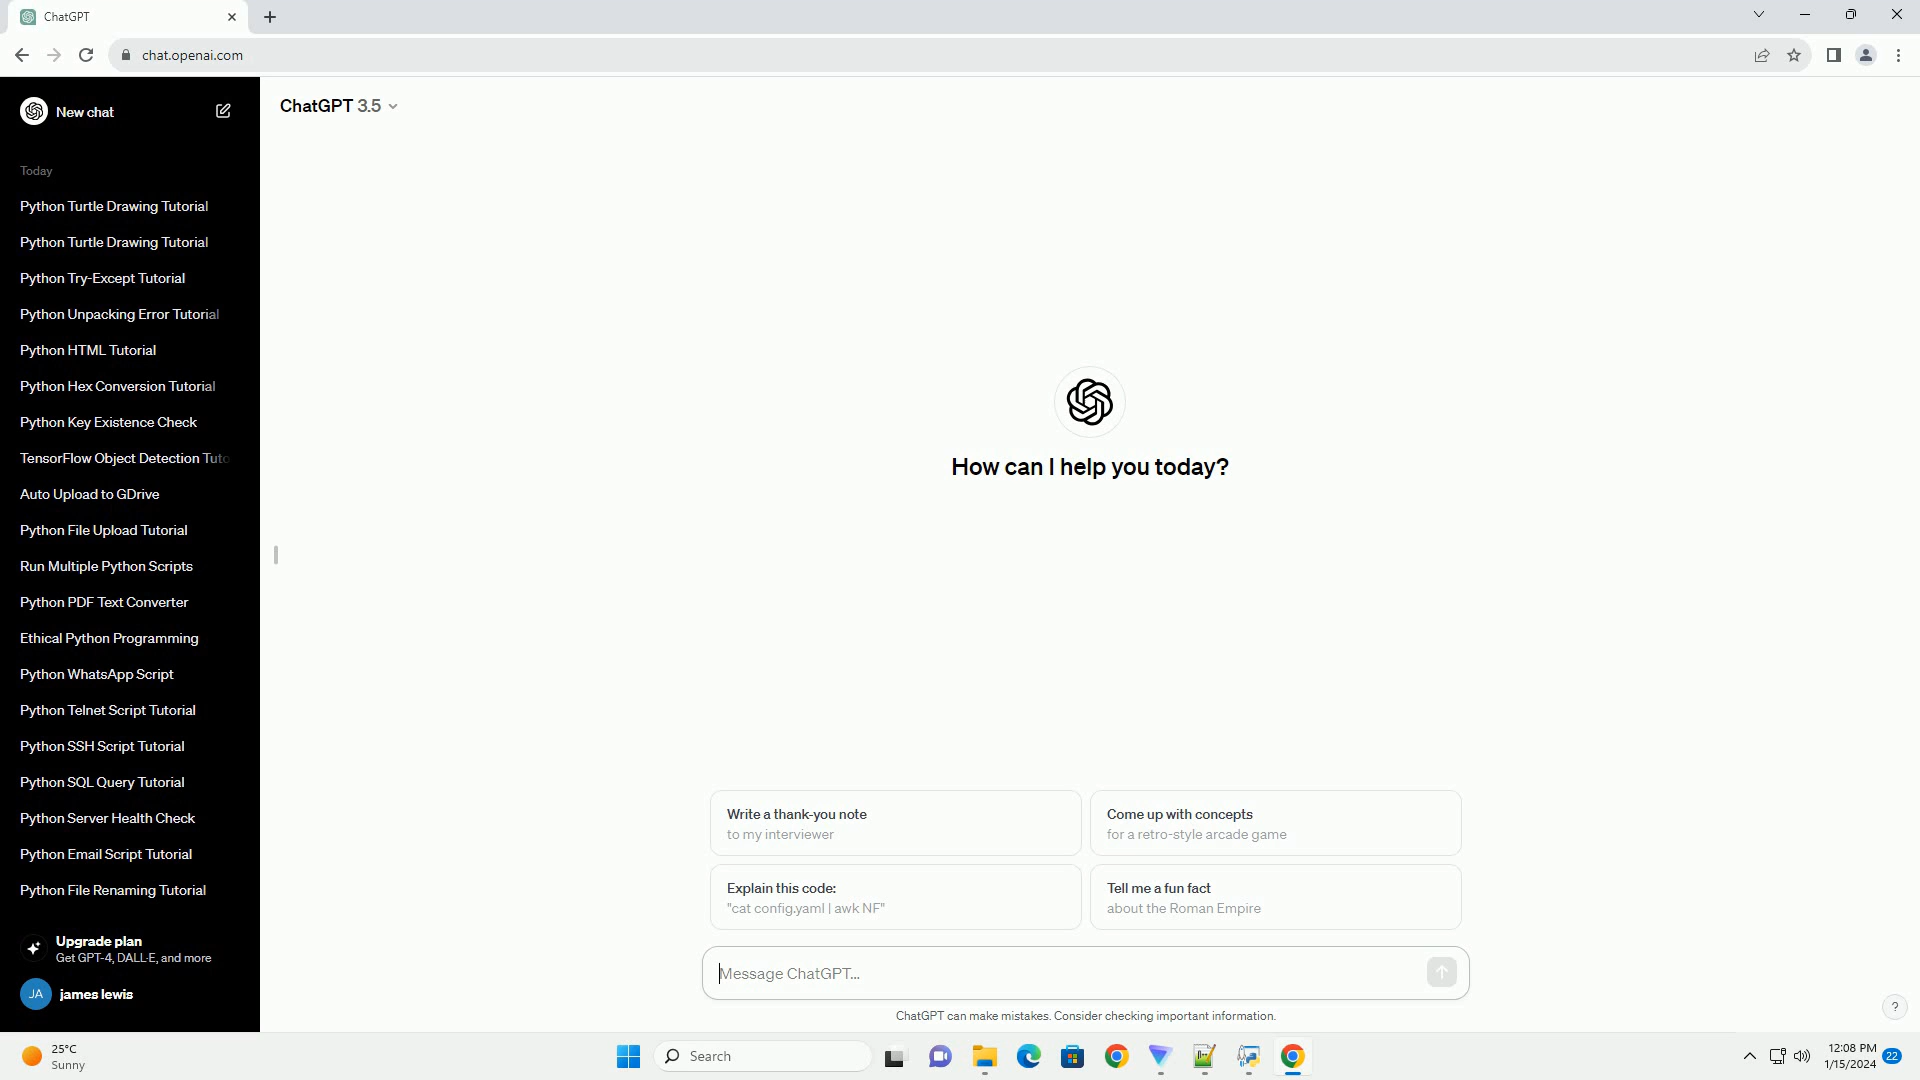 ChatGPT
chat.openai.com
New chat
ChatGPT 3.5
Today
Python Turtle Drawing Tutorial
Python Turtle Drawing Tutorial
Python Try-Except Tutorial
Python Unpacking Error Tutorial
Python HTML Tutorial
Python Hex Conversion Tutorial
Python Key Existence Check
TensorFlow Object Detection Tuto
Auto Upload to GDrive
Python File Upload Tutorial
Run Multiple Python Scripts
Python PDF Text Converter
Ethical Python Programming
Python WhatsApp Script
Python Telnet Script Tutorial
Python SSH Script Tutorial
Python SQL Query Tutorial
Python Server Health Check
Python Email Script Tutorial
Python File Renaming Tutorial
Upgrade plan
Get GPT-4, DALL·E, and more
JA
james lewis
How can I help you today?
Write a thank-you note
to my interviewer
Come up with concepts
for a retro-style arcade game
Explain this code:
"cat config.yaml | awk NF"
Tell me a fun fact
about the Roman Empire
Message ChatGPT...
ChatGPT can make mistakes. Consider checking important information.
?
25°C
Sunny
Search
12:08 PM
1/15/2024
22